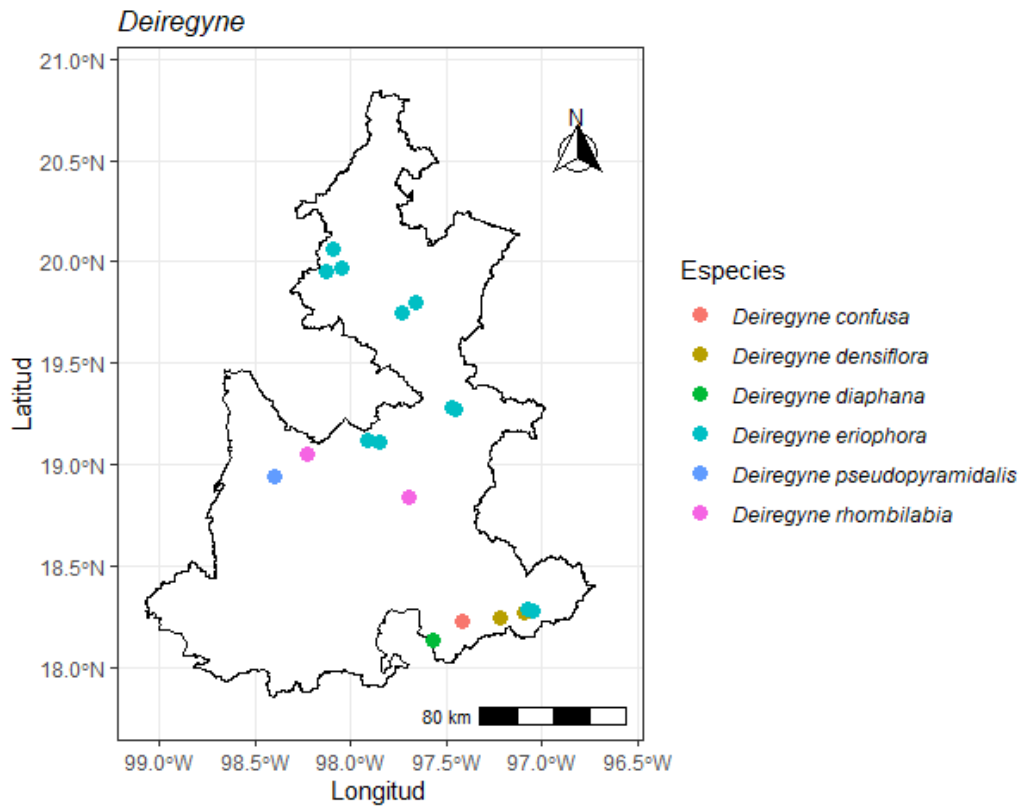 Deiregyne
21.0°N
20.5°N
20.0°N
19.5°N
19.0°N
18.5°N
18.0°N
Latitud
N
80 km
99.0°W 98.5°W 98.0°W 97.5°W 97.0°W 96.5°W
Longitud
Especies
Deiregyne confusa
Deiregyne densiflora
Deiregyne diaphana
Deiregyne eriophora
Deiregyne pseudopyramidalis
Deiregyne rhombilabia